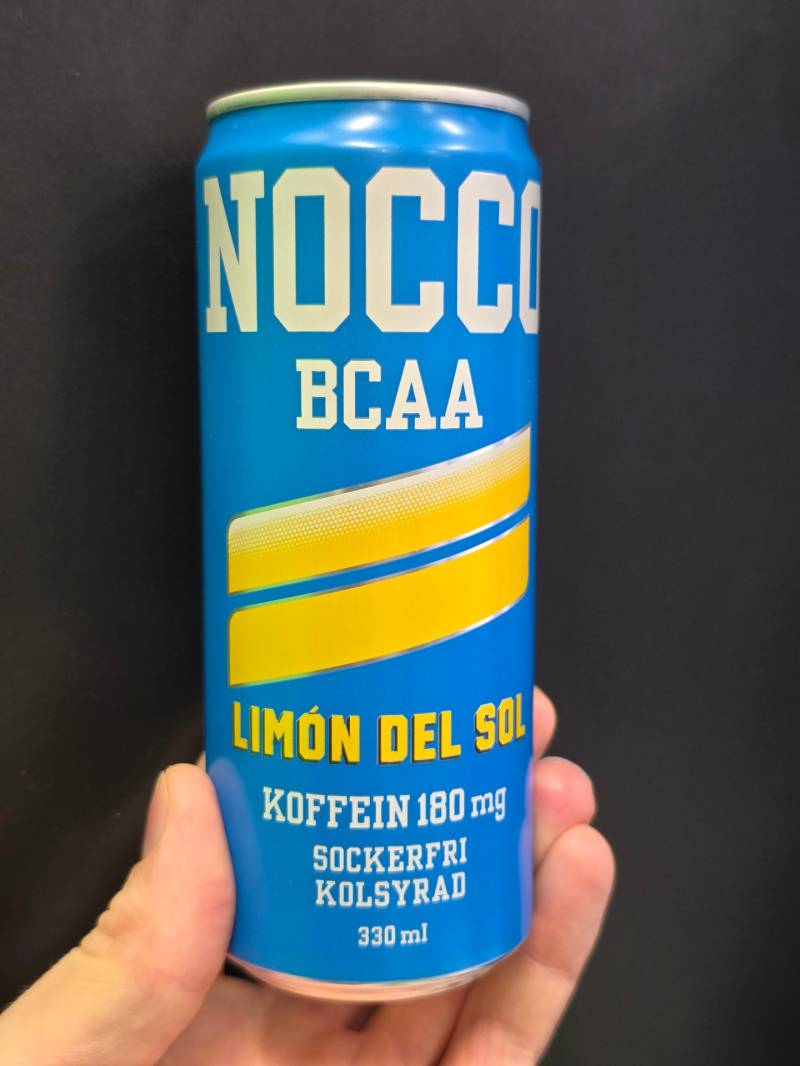 NOCCO
BCAA
LIMÓN DEL SOL
KOFFEIN 180 mg
SOCKERFRI
KOLSYRAD
330 ml